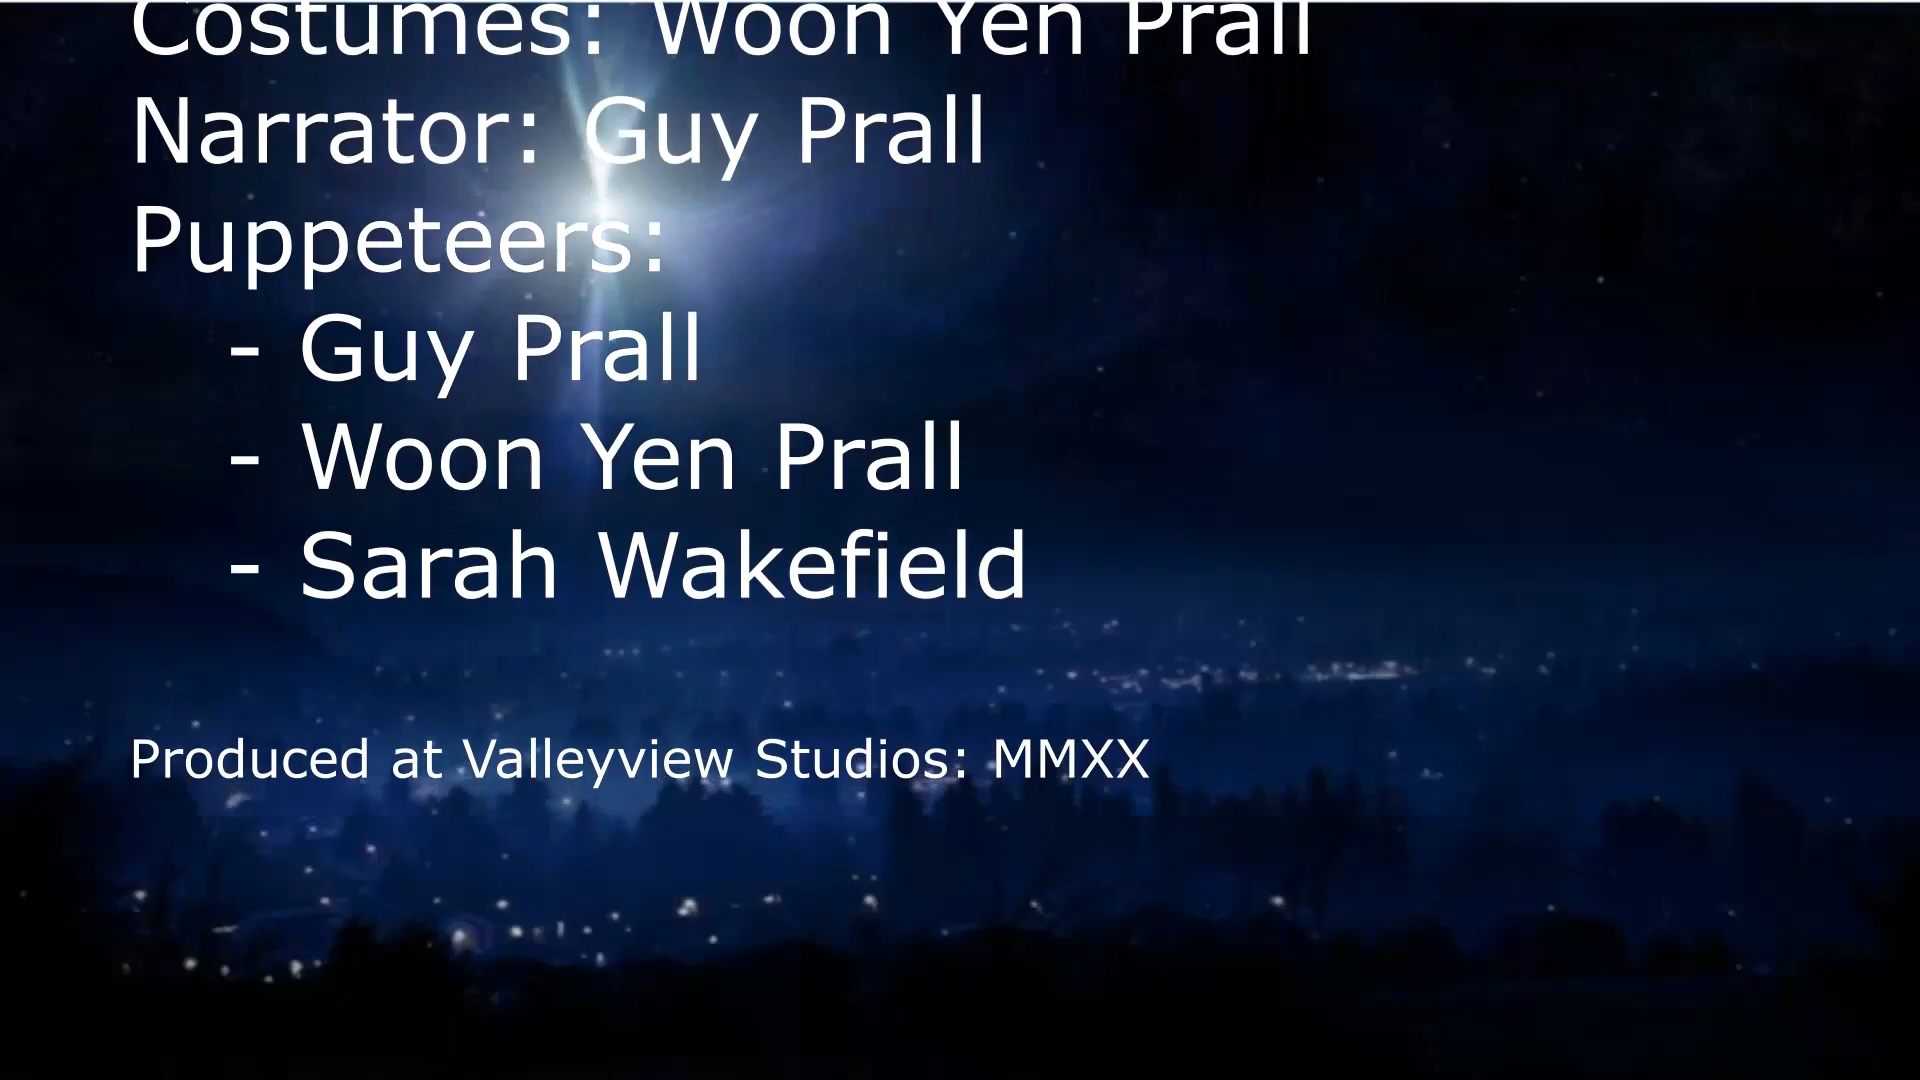 Costumes: Woon Yen Prall
Narrator: Guy Prall
Puppeteers:
- Guy Prall
- Woon Yen Prall
- Sarah Wakefield
Produced at Valleyview Studios: MMXX